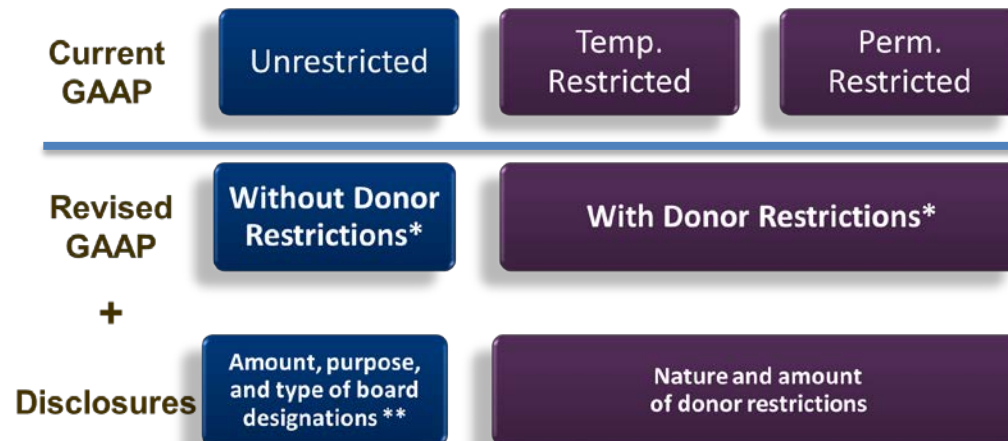 Current
GAAP
Unrestricted
Temp.
Restricted
Perm.
Restricted
Revised
GAAP
Without Donor
Restrictions*
With Donor Restrictions*
+
Disclosures
Amount, purpose,
and type of board
designations **
Nature and amount
of donor restrictions